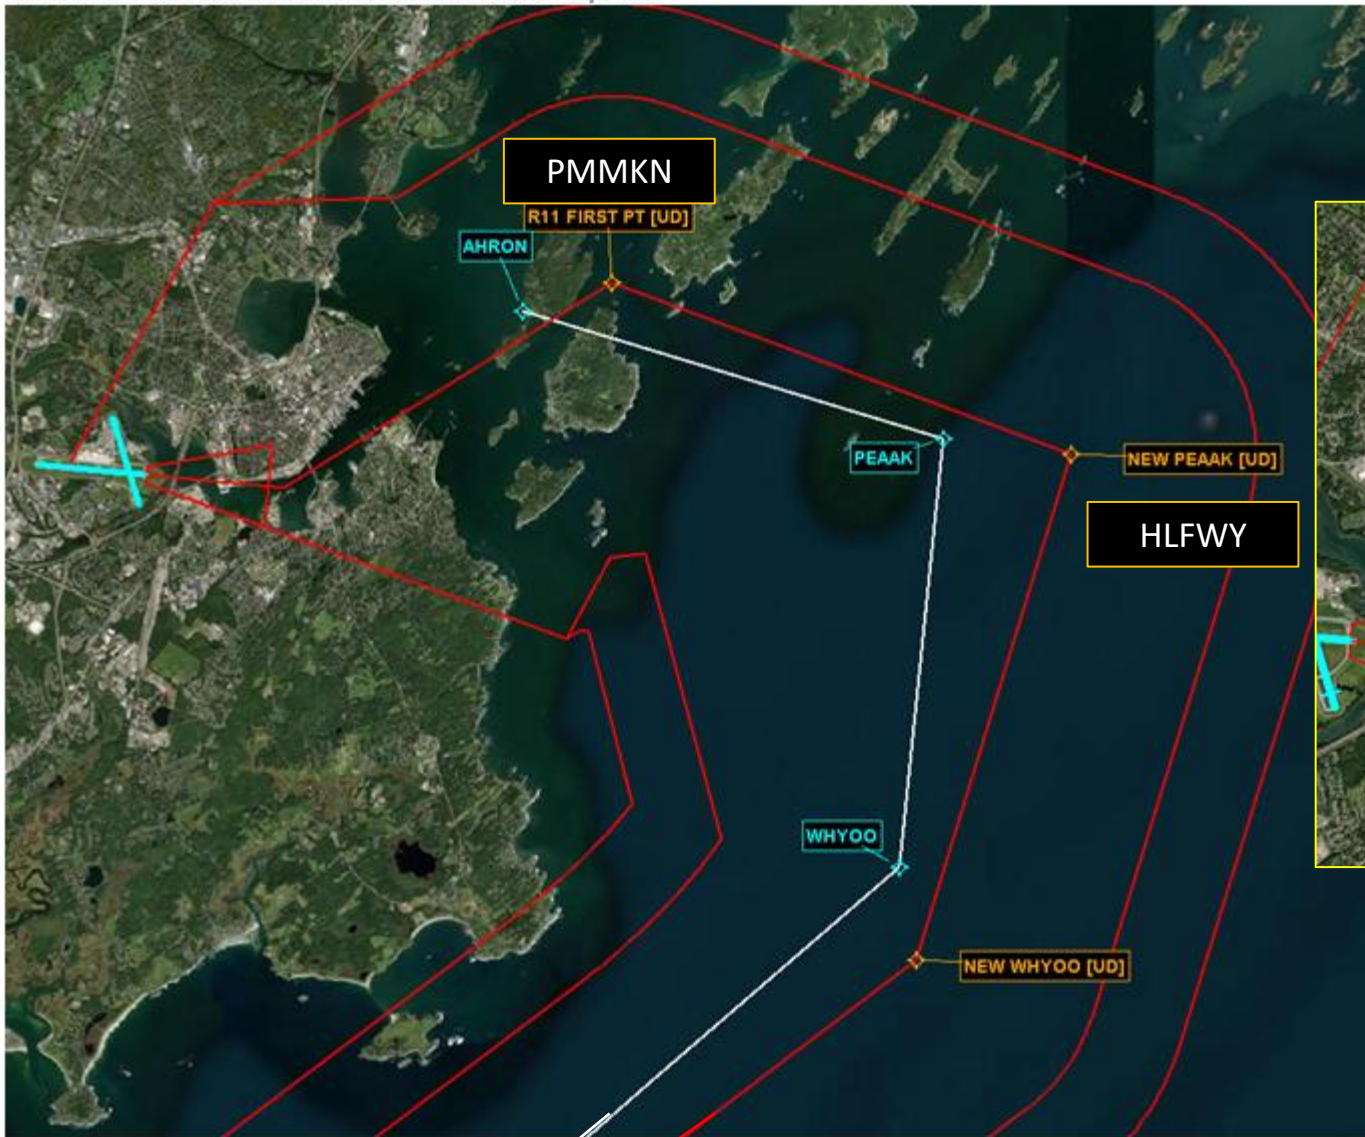 PMMKN
R11 FIRST PT [UD]
AHRON
PEAAK
NEW PEAAK [UD]
HLFWY
WHYOO
NEW WHYOO [UD]